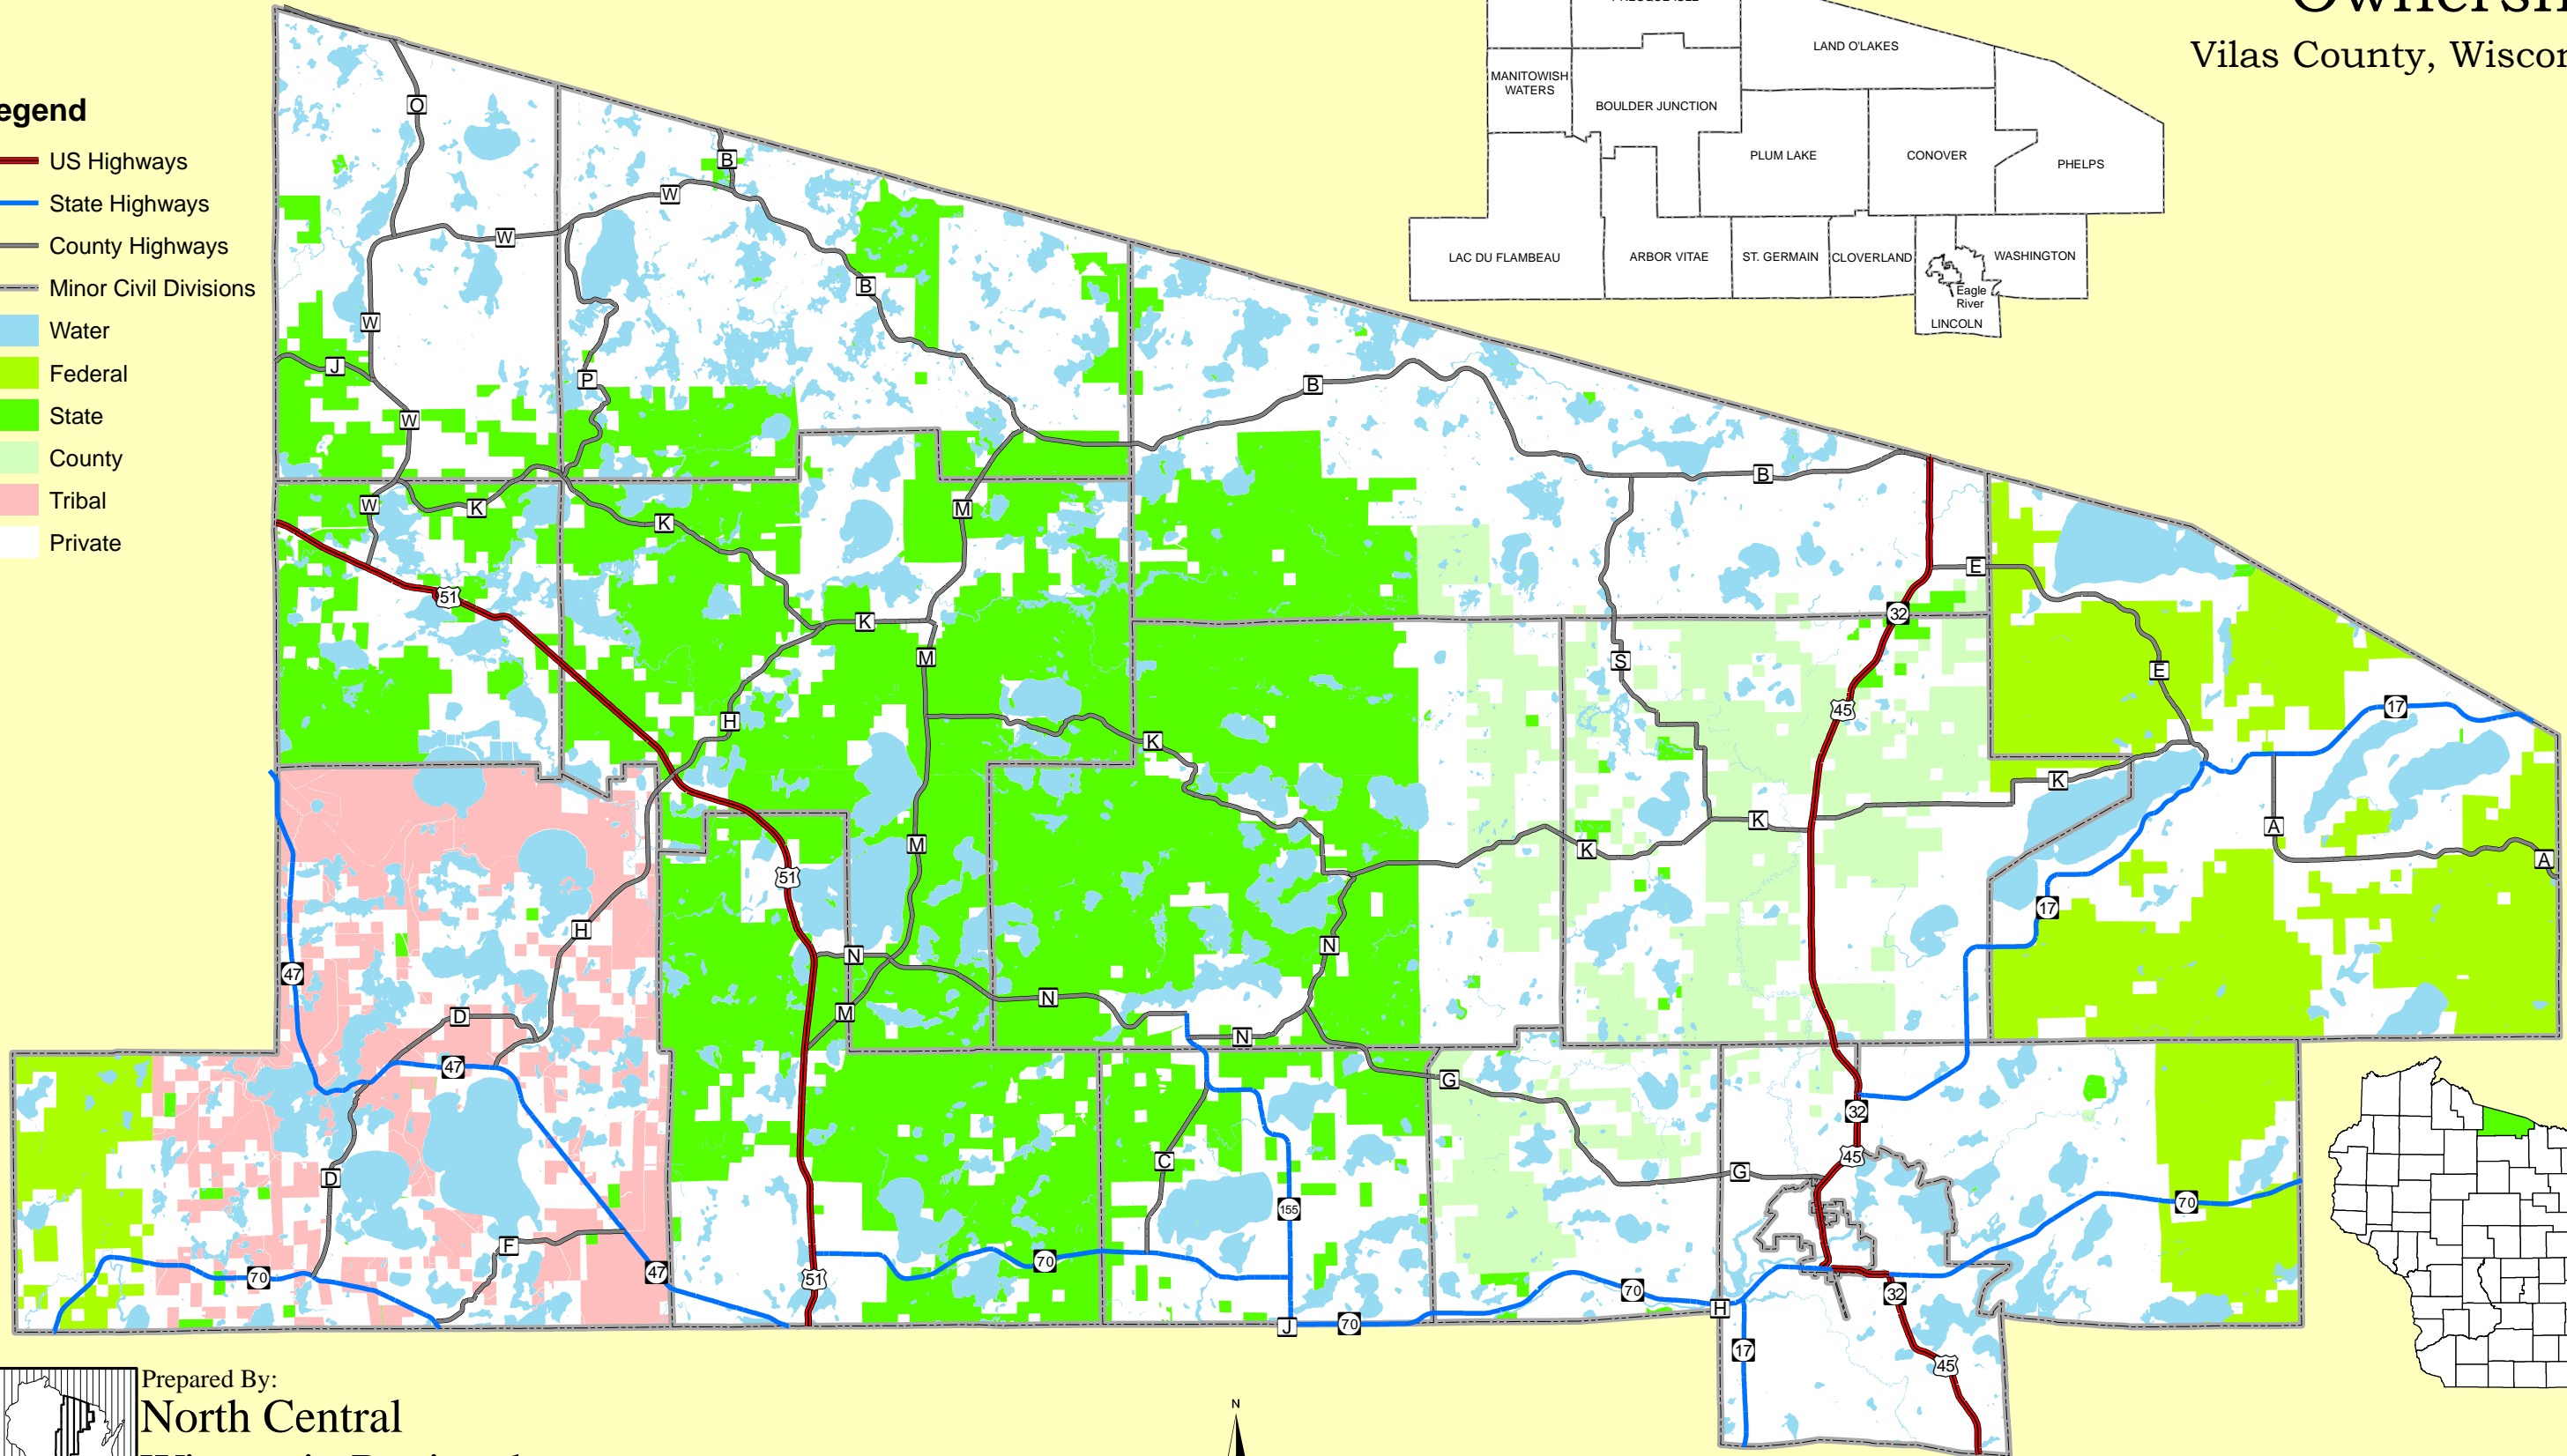 Vilas County, Wiscon
egend
US Highways
State Highways
County Highways
Minor Civil Divisions
Water
Federal
State
County
Tribal
Private
LAND O'LAKES
MANITOWISH
WATERS
BOULDER JUNCTION
PLUM LAKE
CONOVER
PHELPS
LAC DU FLAMBEAU
ARBOR VITAE
ST. GERMAIN
CLOVERLAND
WASHINGTON
Eagle
River
LINCOLN
O
B
W
W
B
W
J
P
B
W
B
W
K
K
M
E
51
32
K
M
S
E
45
17
H
K
K
K
K
M
A
A
51
17
H
N
N
47
N
D
M
N
47
G
32
45
C
G
D
155
70
F
70
47
70
51
70
32
H
J
70
17
45
Prepared By:
North Central
N